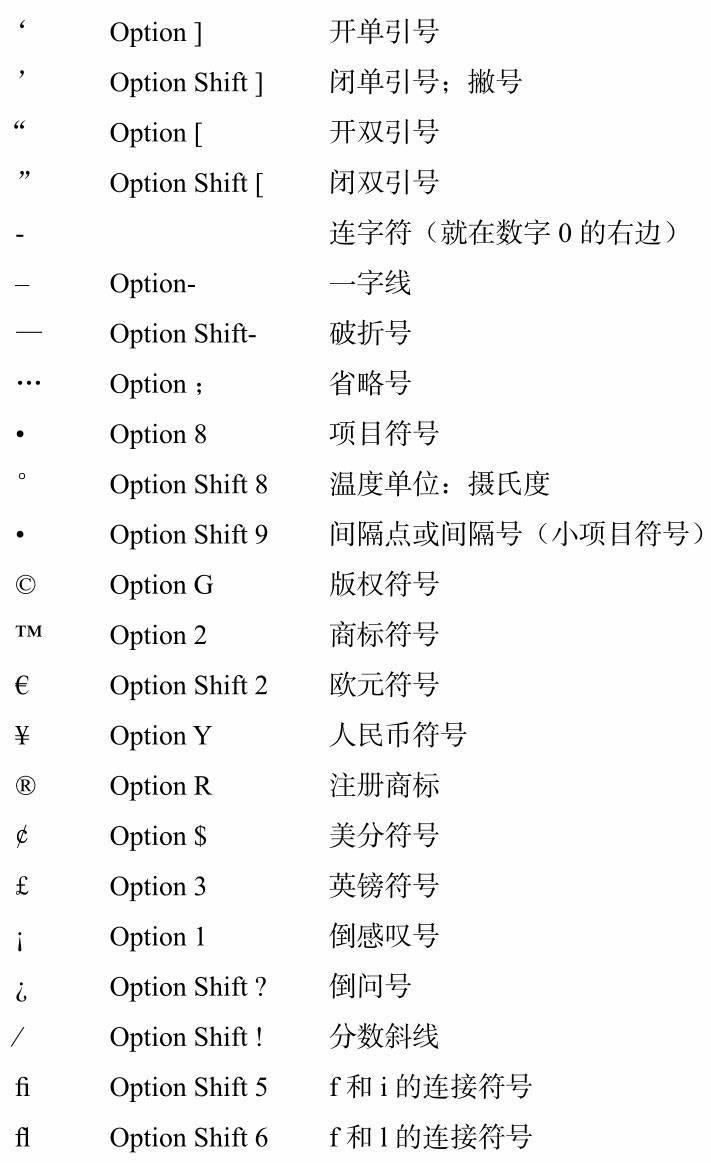 ‘ Option ] 开单引号
’ Option Shift ] 闭单引号；撇号
“ Option [ 开双引号
” Option Shift [ 闭双引号
- 连字符（就在数字 0 的右边）
– Option- 一字线
— Option Shift- 破折号
… Option ； 省略号
• Option 8 项目符号
° Option Shift 8 温度单位：摄氏度
• Option Shift 9 间隔点或间隔号（小项目符号）
© Option G 版权符号
™ Option 2 商标符号
€ Option Shift 2 欧元符号
¥ Option Y 人民币符号
® Option R 注册商标
¢ Option $ 美分符号
£ Option 3 英镑符号
¡ Option 1 倒感叹号
¿ Option Shift ? 倒问号
⁄ Option Shift ! 分数斜线
ﬁ Option Shift 5 f 和 i 的连接符号
ﬂ Option Shift 6 f 和 l 的连接符号